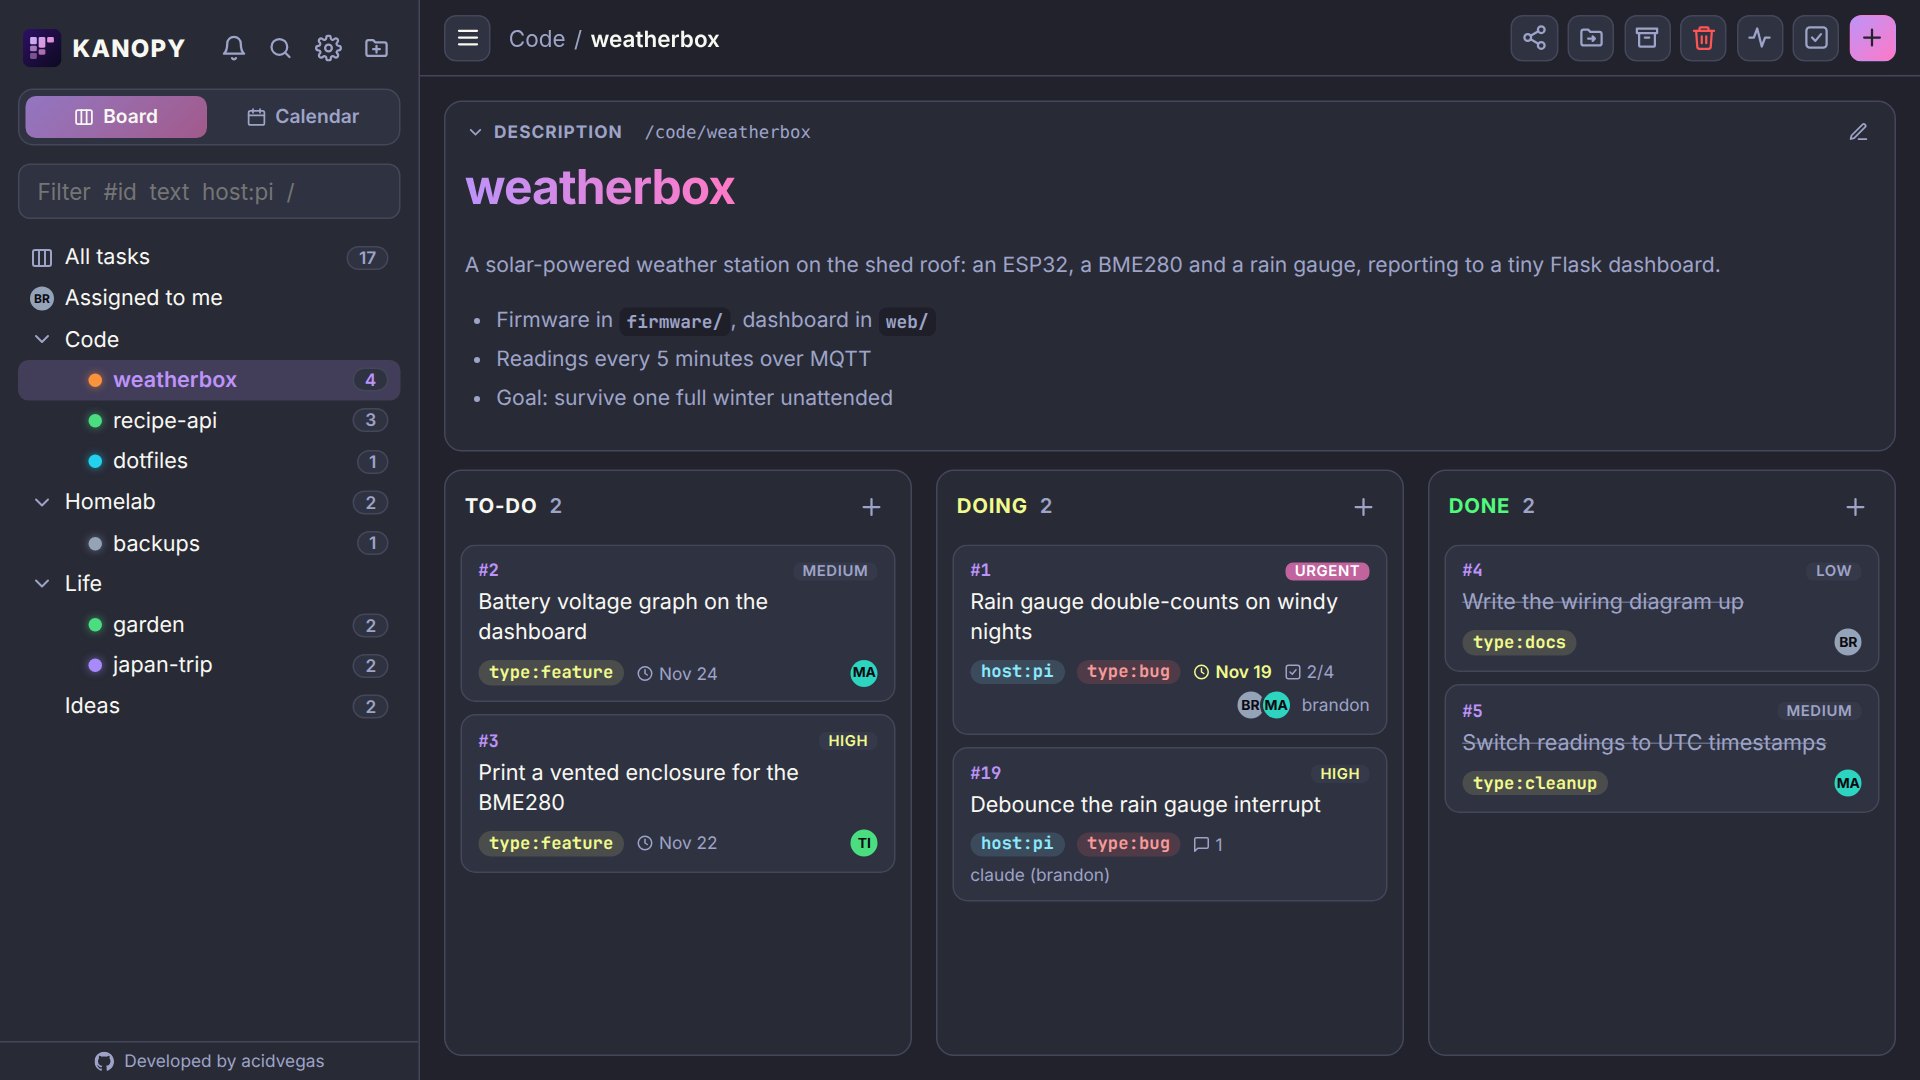 KANOPY
Board
Calendar
Filter #id text host:pi /
All tasks 17
BR Assigned to me
Code
weatherbox 4
recipe-api 3
dotfiles 1
Homelab 2
backups 1
Life
garden 2
japan-trip 2
Ideas 2
Developed by acidvegas
Code / weatherbox
DESCRIPTION /code/weatherbox
weatherbox
A solar-powered weather station on the shed roof: an ESP32, a BME280 and a rain gauge, reporting to a tiny Flask dashboard.
• Firmware in firmware/, dashboard in web/
• Readings every 5 minutes over MQTT
• Goal: survive one full winter unattended
TO-DO 2
#2 MEDIUM
Battery voltage graph on the
dashboard
type:feature Nov 24 MA
#3 HIGH
Print a vented enclosure for the
BME280
type:feature Nov 22 TI
DOING 2
#1 URGENT
Rain gauge double-counts on windy
nights
host:pi type:bug Nov 19 2/4
BR MA brandon
#19 HIGH
Debounce the rain gauge interrupt
host:pi type:bug 1
claude (brandon)
DONE 2
#4 LOW
Write the wiring diagram up
type:docs BR
#5 MEDIUM
Switch readings to UTC timestamps
type:cleanup MA